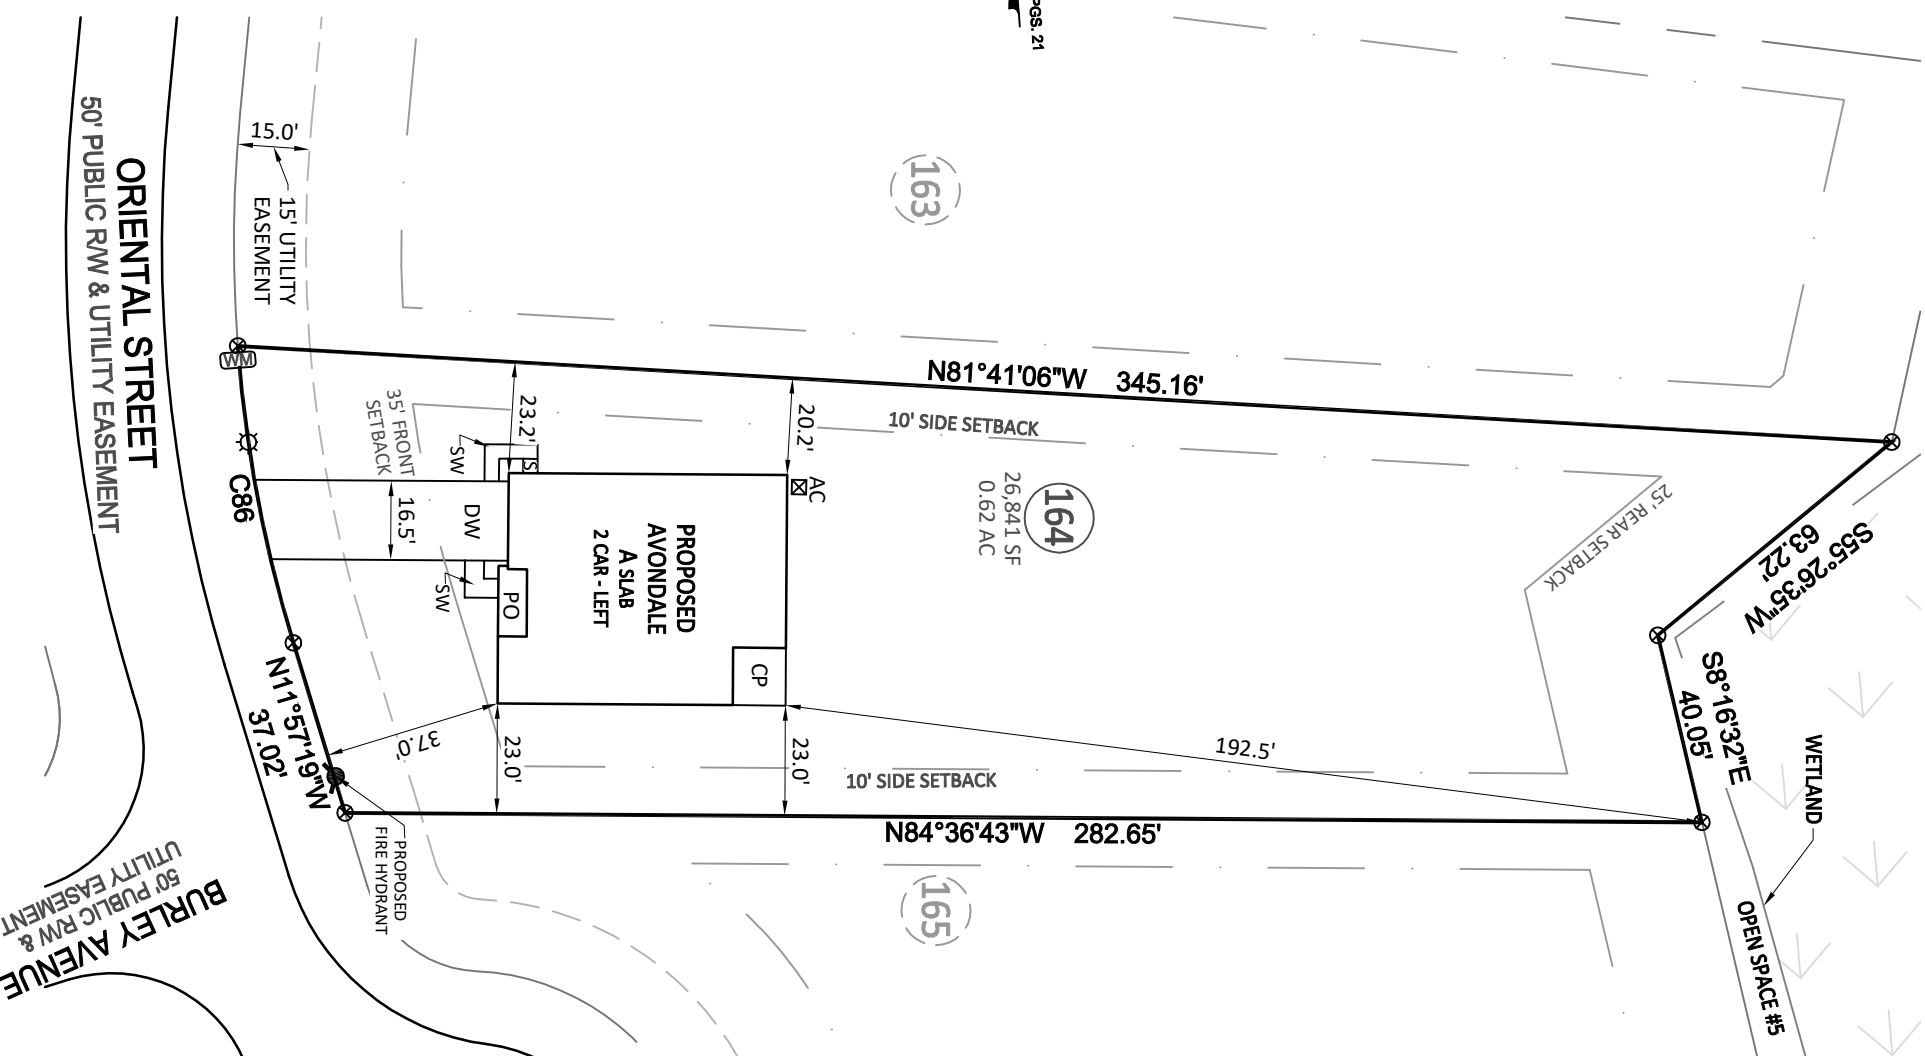 PGS. 21
15.0'
15' UTILITY
EASEMENT
ORIENTAL STREET
50' PUBLIC R/W & UTILITY EASEMENT
163
WM
N81°41'06"W 345.16'
10' SIDE SETBACK
35' FRONT
SETBACK
23.2'
20.2'
AC
SW
S
C86
16.5'
DW
SW
PO
PROPOSED
AVONDALE
A SLAB
2 CAR - LEFT
CP
164
26,841 SF
0.62 AC
25' REAR SETBACK
S55°26'35"W
63.22'
S8°16'32"E
40.05'
WETLAND
OPEN SPACE #5
N11°57'19"W
37.02'
37.0'
23.0'
23.0'
192.5'
10' SIDE SETBACK
N84°36'43"W 282.65'
PROPOSED
FIRE HYDRANT
165
BURLEY AVENUE
50' PUBLIC R/W &
UTILITY EASEMENT